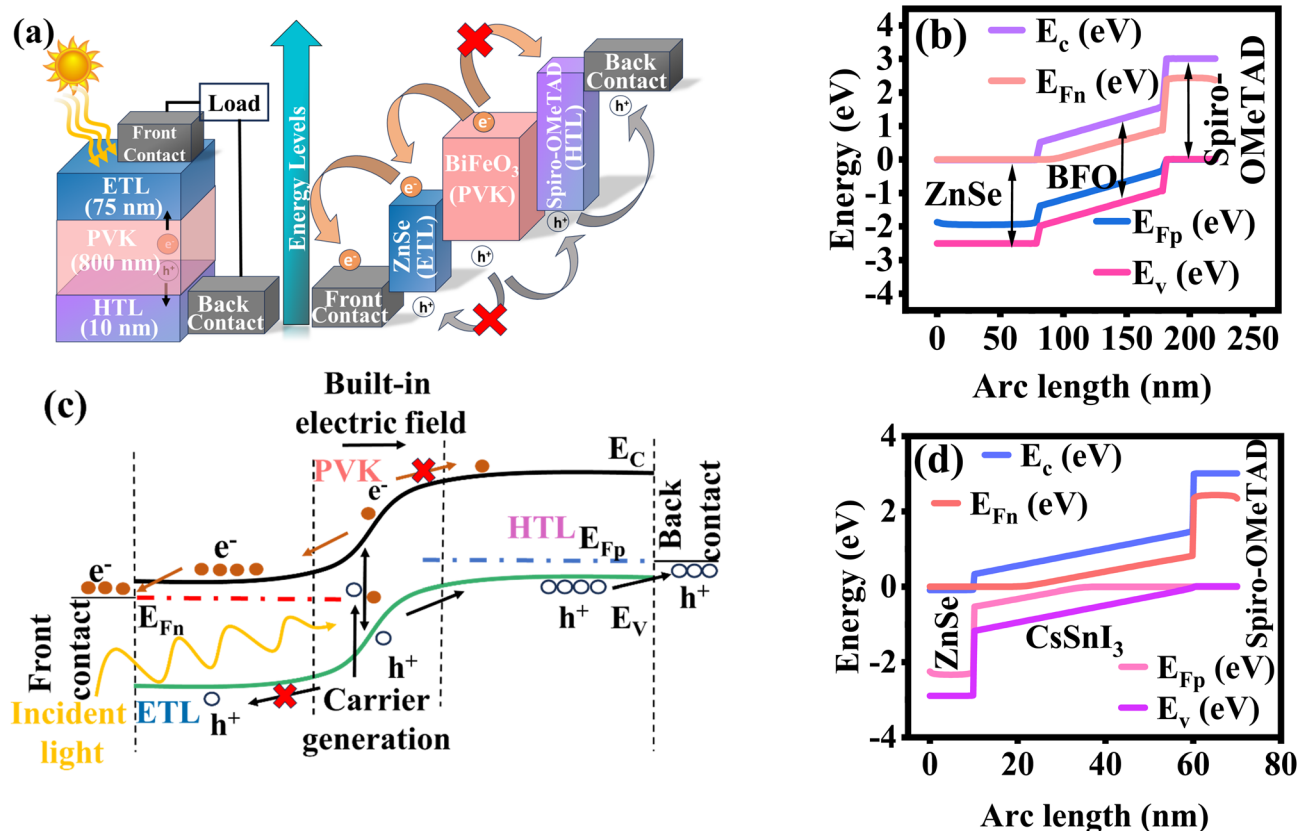 (a)
Load
Front
Contact
ETL
(75 nm)
PVK
(800 nm)
e-
h+
HTL
(10 nm)
Back
Contact
Energy Levels
Front
Contact
e-
ZnSe
(ETL)
e-
h+
BiFeO3
(PVK)
e-
h+
Spiro-OMeTAD
(HTL)
h+
Back
Contact
h+
(b)
Ec (eV)
EFn (eV)
ZnSe
BFO
Spiro-
OMeTAD
EFp (eV)
Ev (eV)
Energy (eV)
4
3
2
1
0
-1
-2
-3
-4
0 50 100 150 200 250
Arc length (nm)
(c)
Built-in
electric field
PVK
EC
e-
e-
e-
HTL
EFp
Back
contact
h+
h+
EV
EFn
Front
contact
h+
Incident
light
ETL
h+
Carrier
generation
(d)
Ec (eV)
EFn (eV)
ZnSe
CsSnI3
Spiro-OMeTAD
EFp (eV)
Ev (eV)
Energy (eV)
4
2
0
-2
-4
0 20 40 60 80
Arc length (nm)